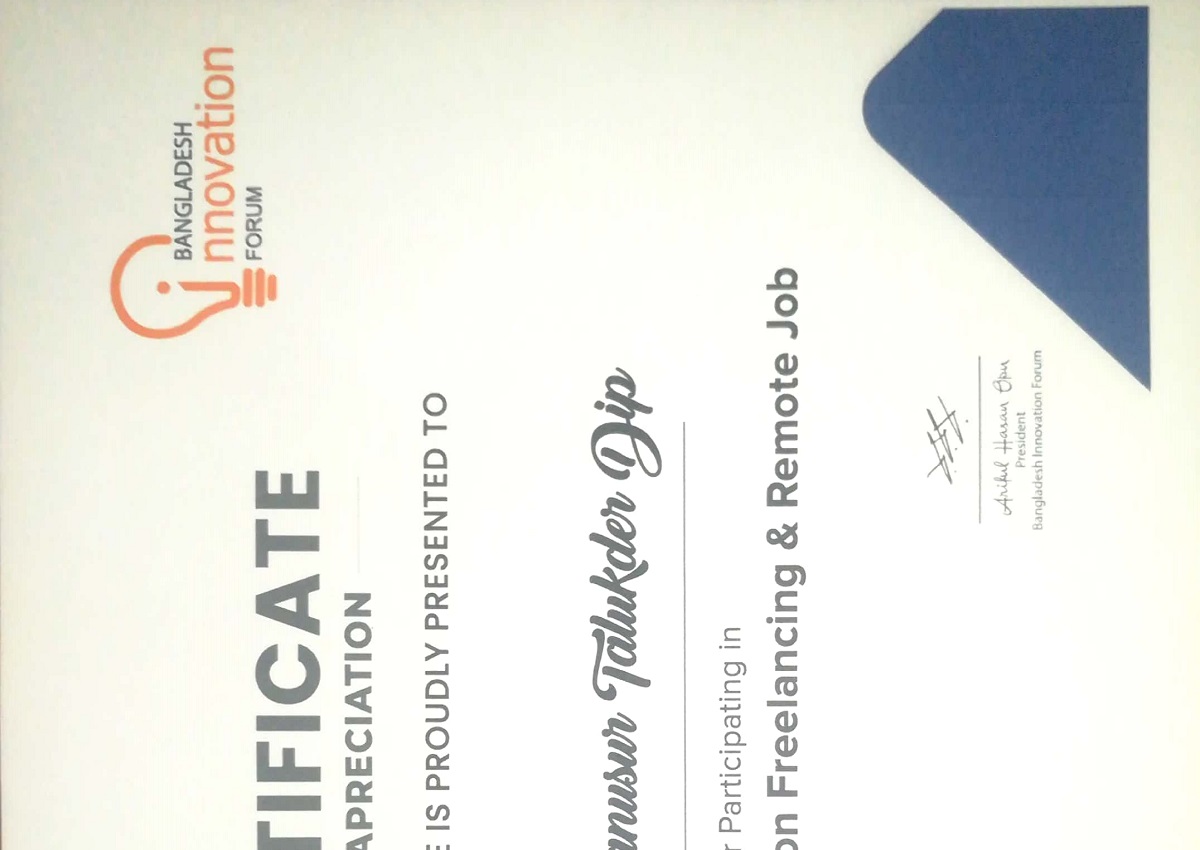 BANGLADESH
innovation
FORUM
TIFICATE
APPRECIATION
E IS PROUDLY PRESENTED TO
Talukder Dip
r Participating in
on Freelancing & Remote Job
Ariful Hasan Opu
President
Bangladesh Innovation Forum